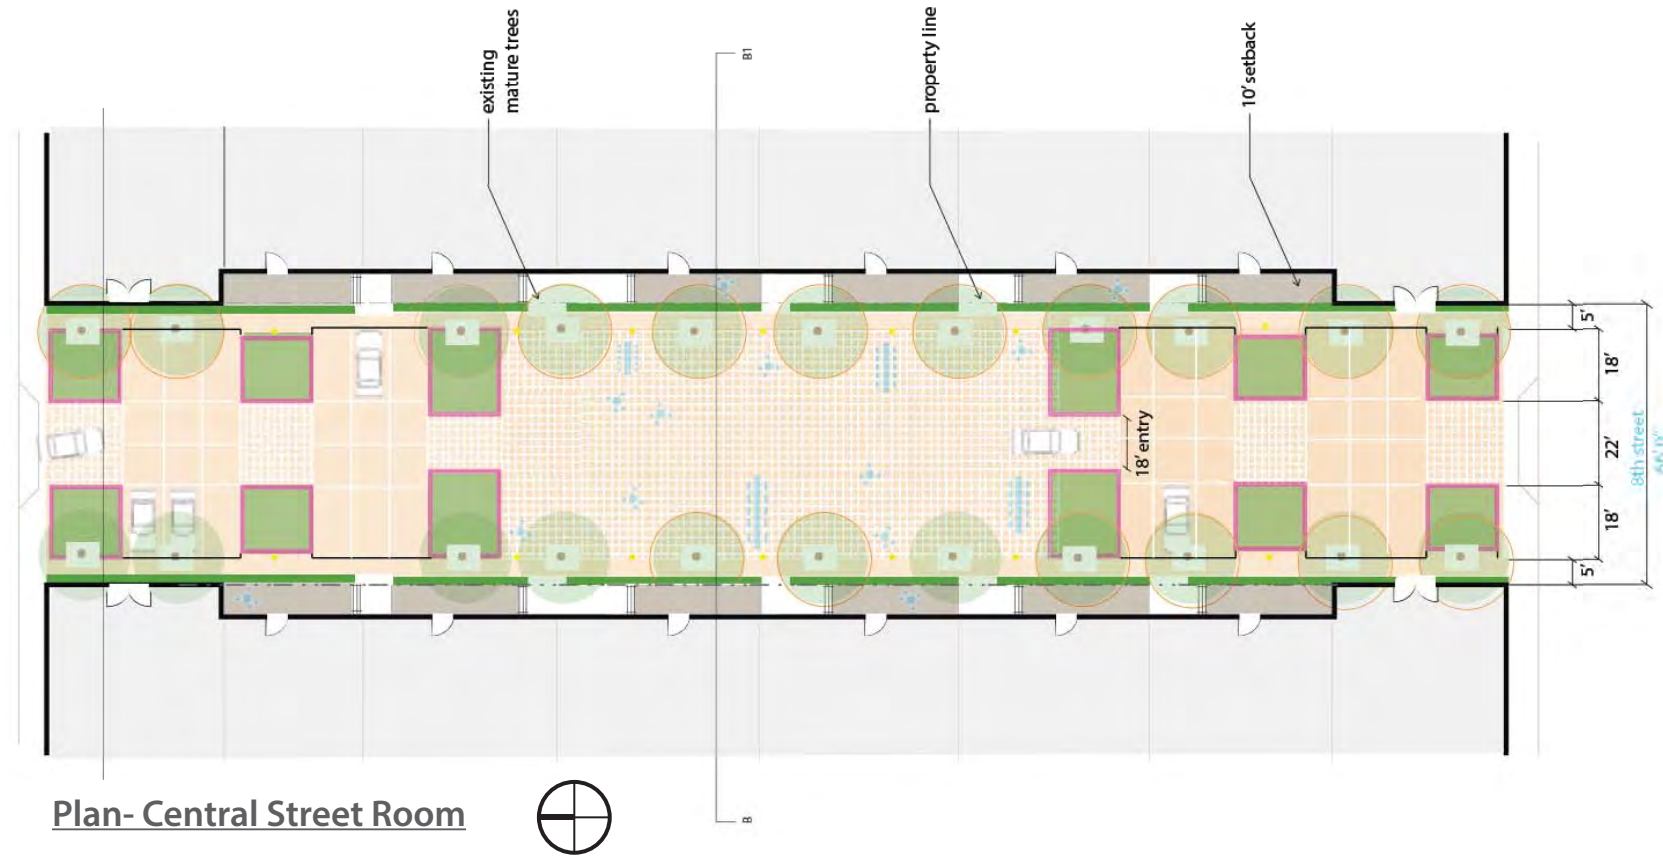 existing
mature trees
B1
property line
10' setback
5'
18'
22'
18'
5'
8th street
18' entry
Plan- Central Street Room
B